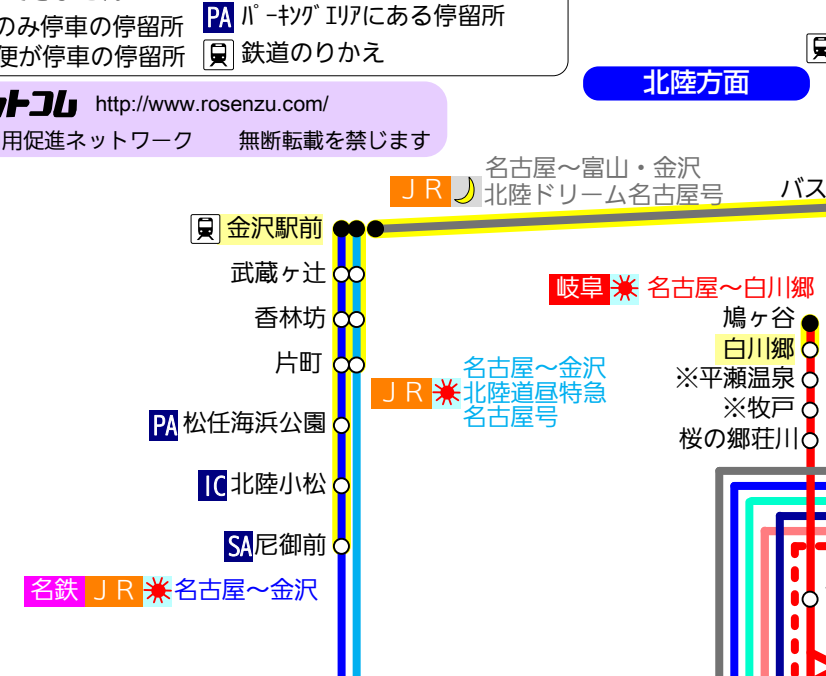 のみ停車の停留所
PA パーキングエリアにある停留所
便が停車の停留所
鉄道のりかえ
ットコム http://www.rosenzu.com/
用促進ネットワーク 無断転載を禁じます
北陸方面
名古屋～富山・金沢
ＪＲ 北陸ドリーム名古屋号
バス
金沢駅前
武蔵ヶ辻
香林坊
片町
岐阜 名古屋～白川郷
鳩ヶ谷
白川郷
※平瀬温泉
※牧戸
桜の郷荘川
名古屋～金沢
ＪＲ 北陸道昼特急
名古屋号
PA 松任海浜公園
IC 北陸小松
SA 尼御前
名鉄 ＪＲ 名古屋～金沢